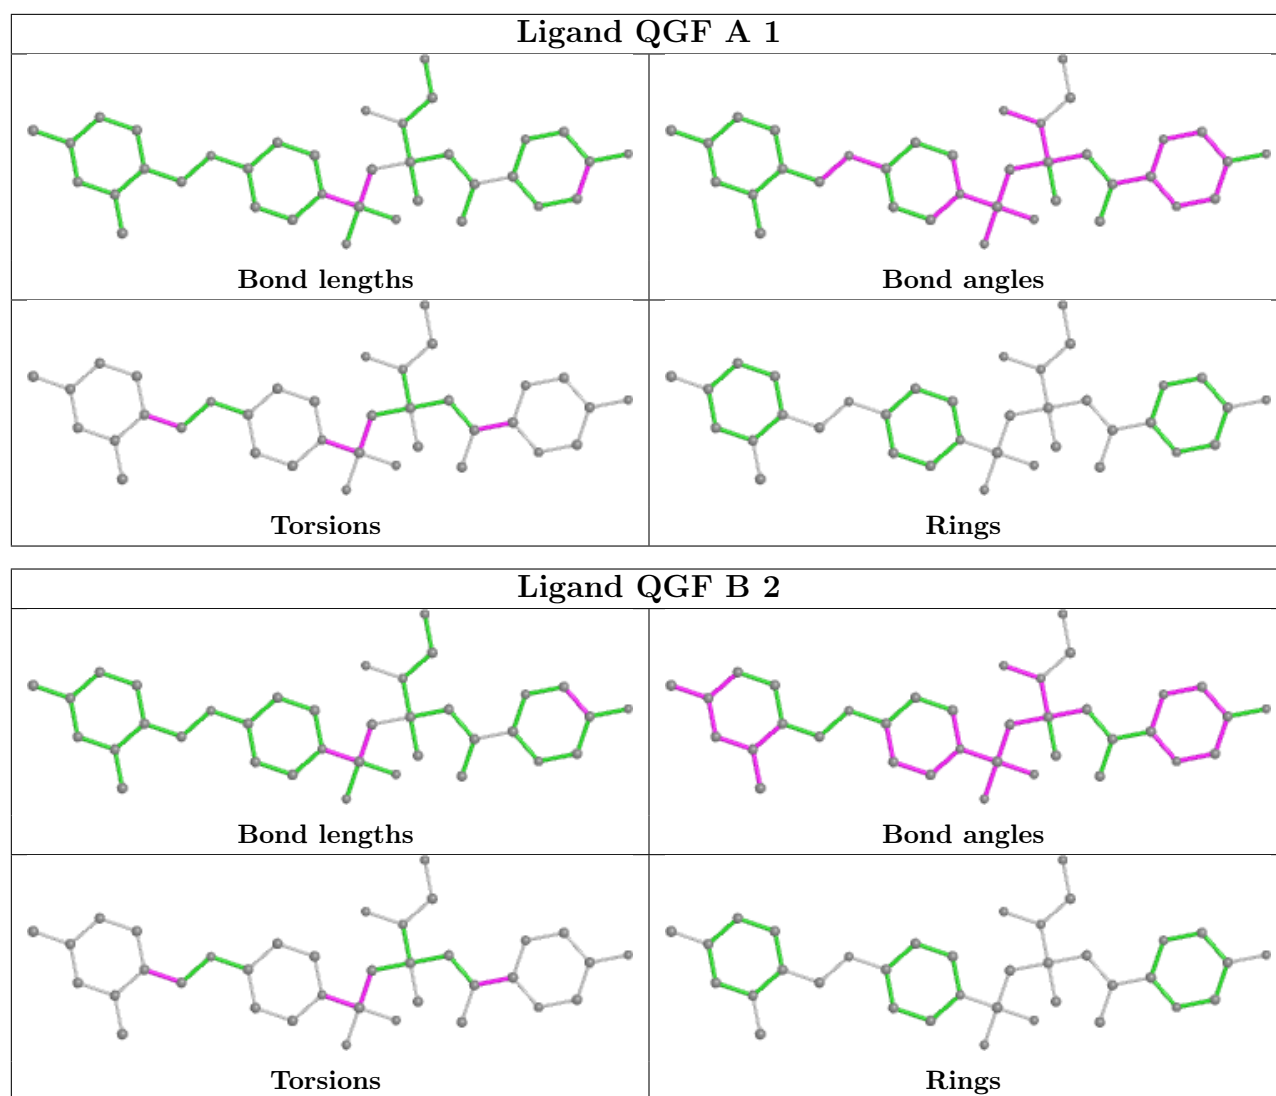 Ligand QGF A 1
Bond lengths
Bond angles
Torsions
Rings
Ligand QGF B 2
Bond lengths
Bond angles
Torsions
Rings